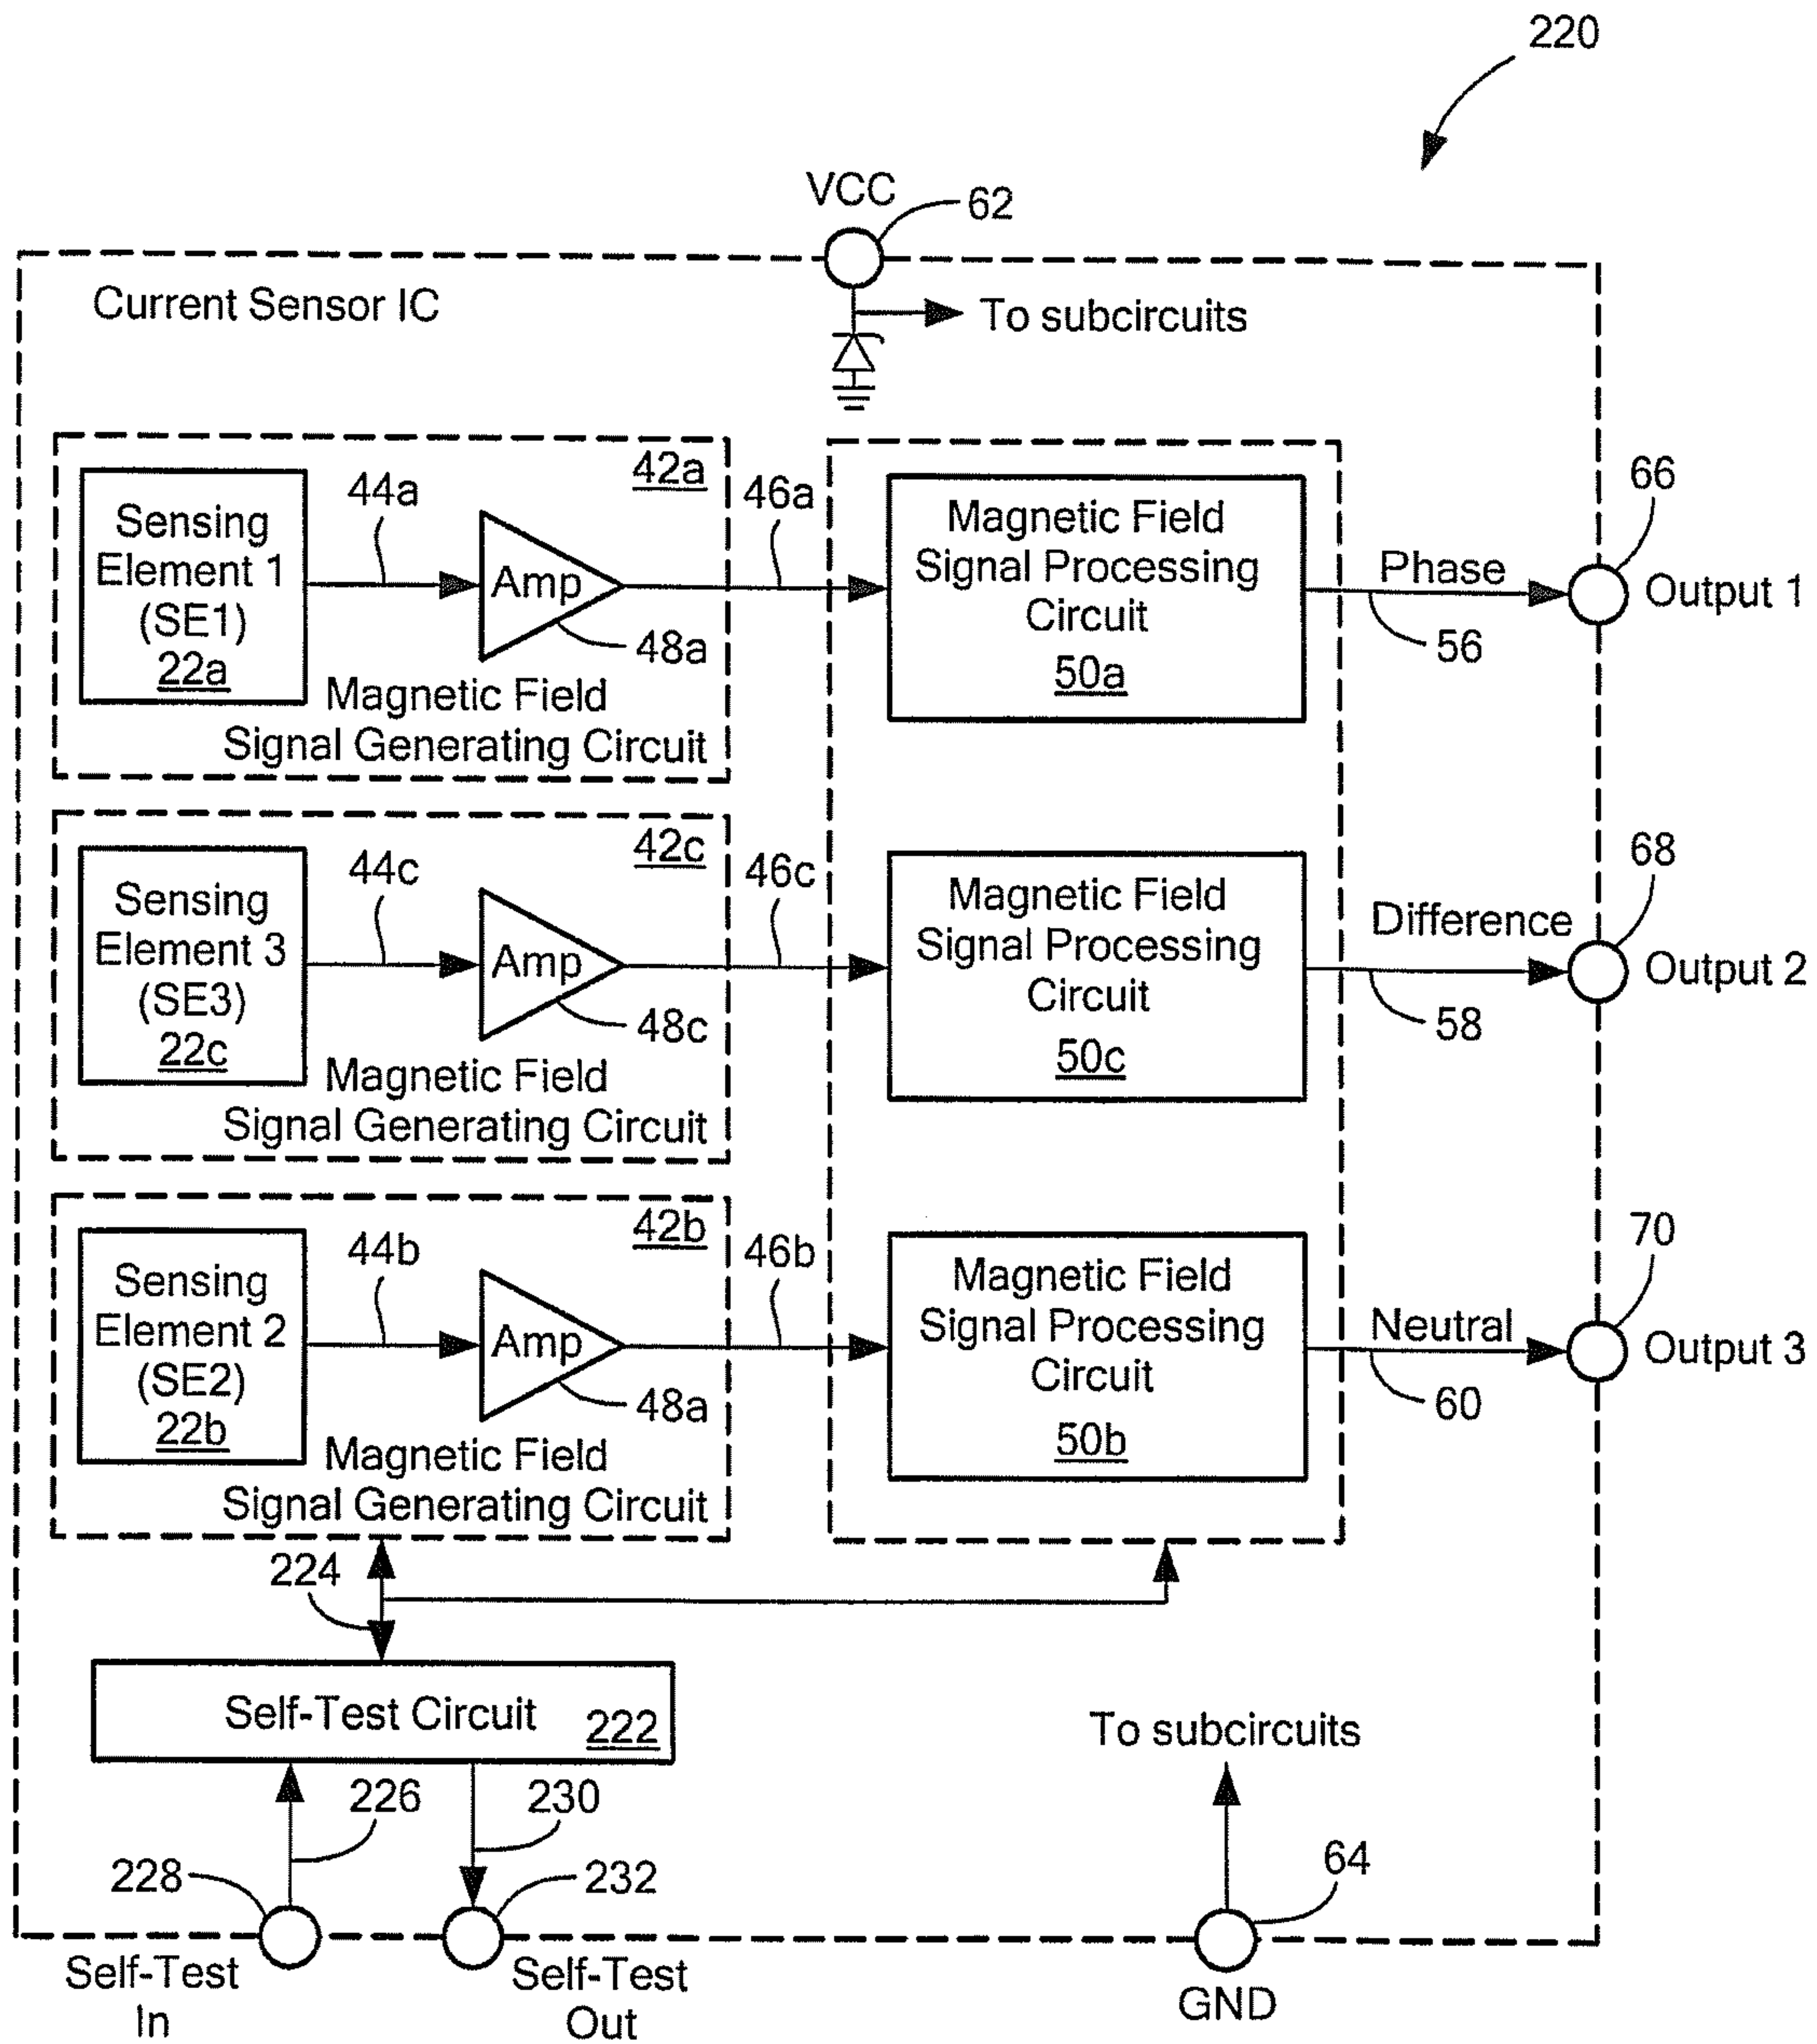 220
VCC
62
Current Sensor IC
To subcircuits
42a
Sensing
Element 1
(SE1)
22a
44a
Amp
48a
Magnetic Field
Signal Generating Circuit
46a
Magnetic Field
Signal Processing
Circuit
50a
Phase
56
66
Output 1
42c
Sensing
Element 3
(SE3)
22c
44c
Amp
48c
Magnetic Field
Signal Generating Circuit
46c
Magnetic Field
Signal Processing
Circuit
50c
Difference
58
68
Output 2
42b
Sensing
Element 2
(SE2)
22b
44b
Amp
48a
Magnetic Field
Signal Generating Circuit
46b
Magnetic Field
Signal Processing
Circuit
50b
Neutral
60
70
Output 3
224
Self-Test Circuit
222
To subcircuits
226
230
228
232
64
Self-Test
In
Self-Test
Out
GND